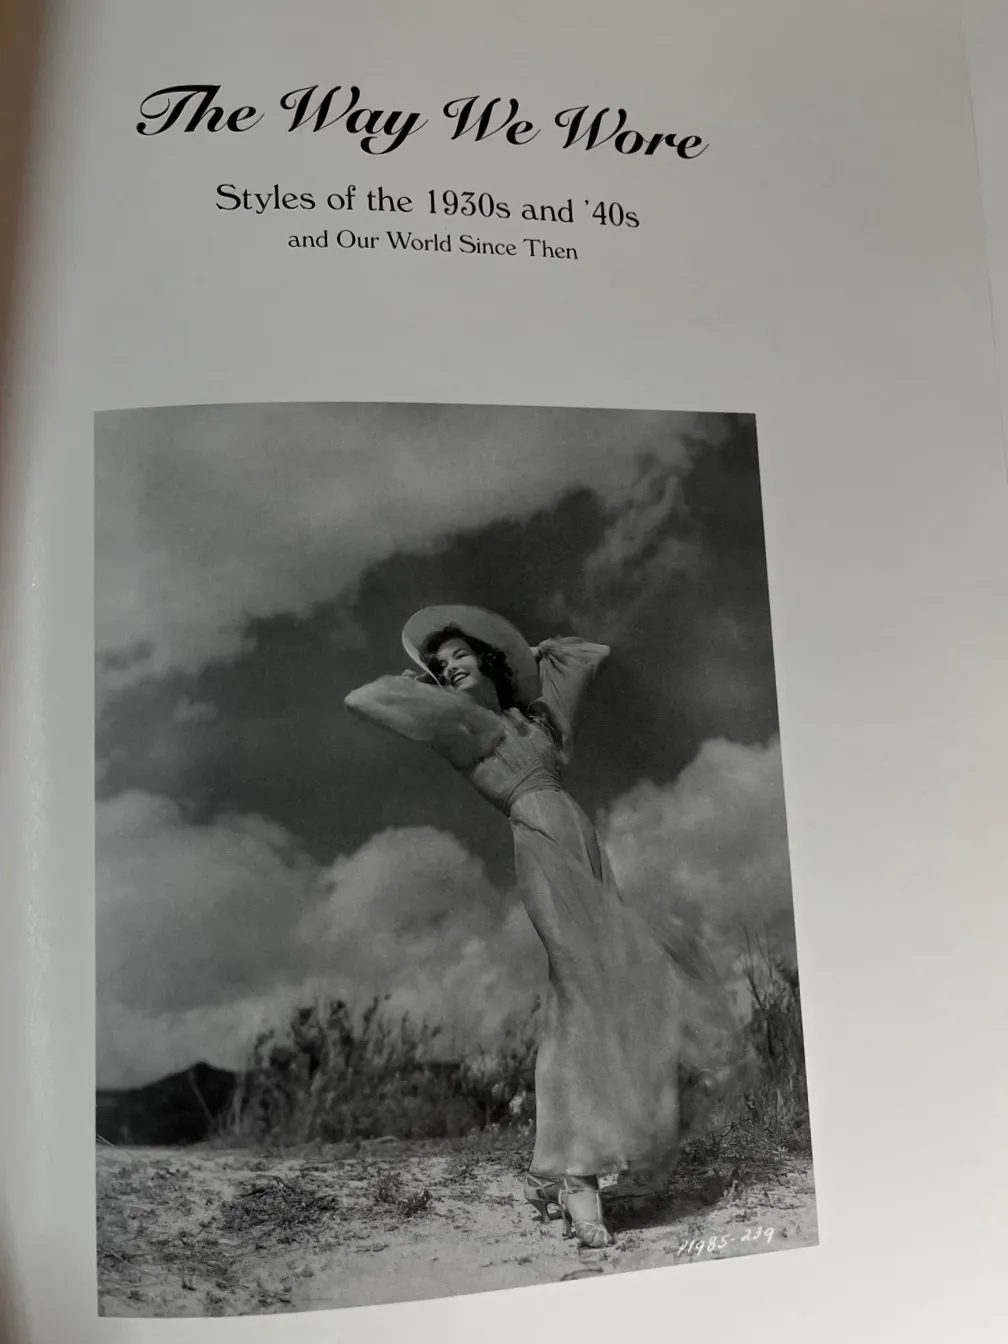 The Way We Wore
Styles of the 1930s and '40s
and Our World Since Then
P1985-239